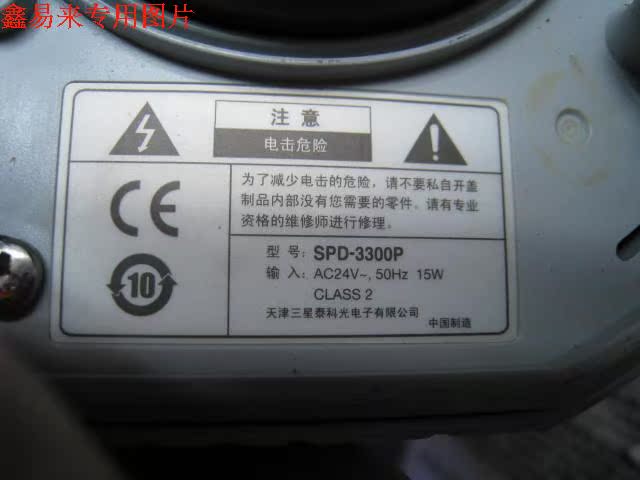 鑫易来专用图片
注 意
电击危险
为了减少电击的危险，请不要私自开盖
制品内部没有您需要的零件。请有专业
资格的维修师进行修理。
CE
10
型 号: SPD-3300P
输 入: AC24V~, 50Hz 15W
CLASS 2
天津三星泰科光电子有限公司
中国制造